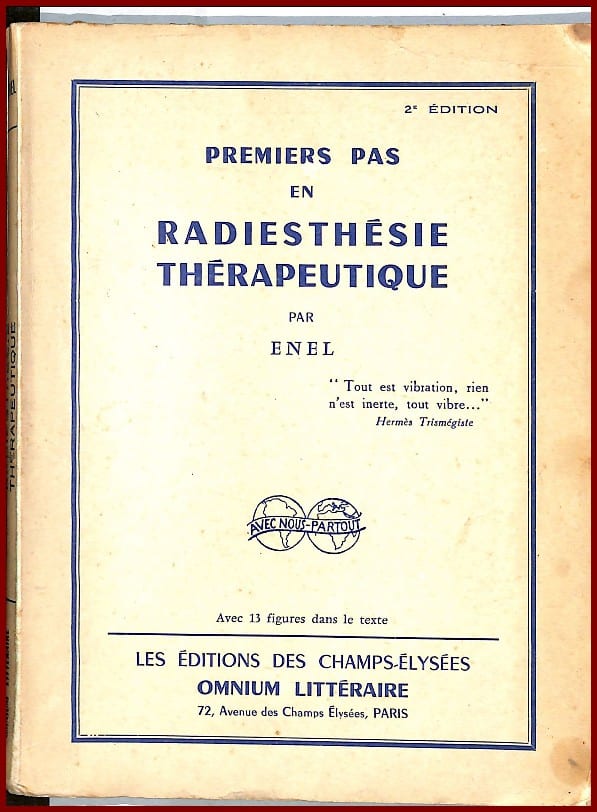 2ᴱ ÉDITION
PREMIERS PAS
EN
RADIESTHÉSIE
THÉRAPEUTIQUE
PAR
ENEL
“ Tout est vibration, rien
n'est inerte, tout vibre...”
Hermès Trismégiste
AVEC NOUS-PARTOUT
Avec 13 figures dans le texte
LES ÉDITIONS DES CHAMPS-ÉLYSÉES
OMNIUM LITTÉRAIRE
72, Avenue des Champs Élysées, PARIS
THÉRAPEUTIQUE
OMNIUM LITTÉRAIRE